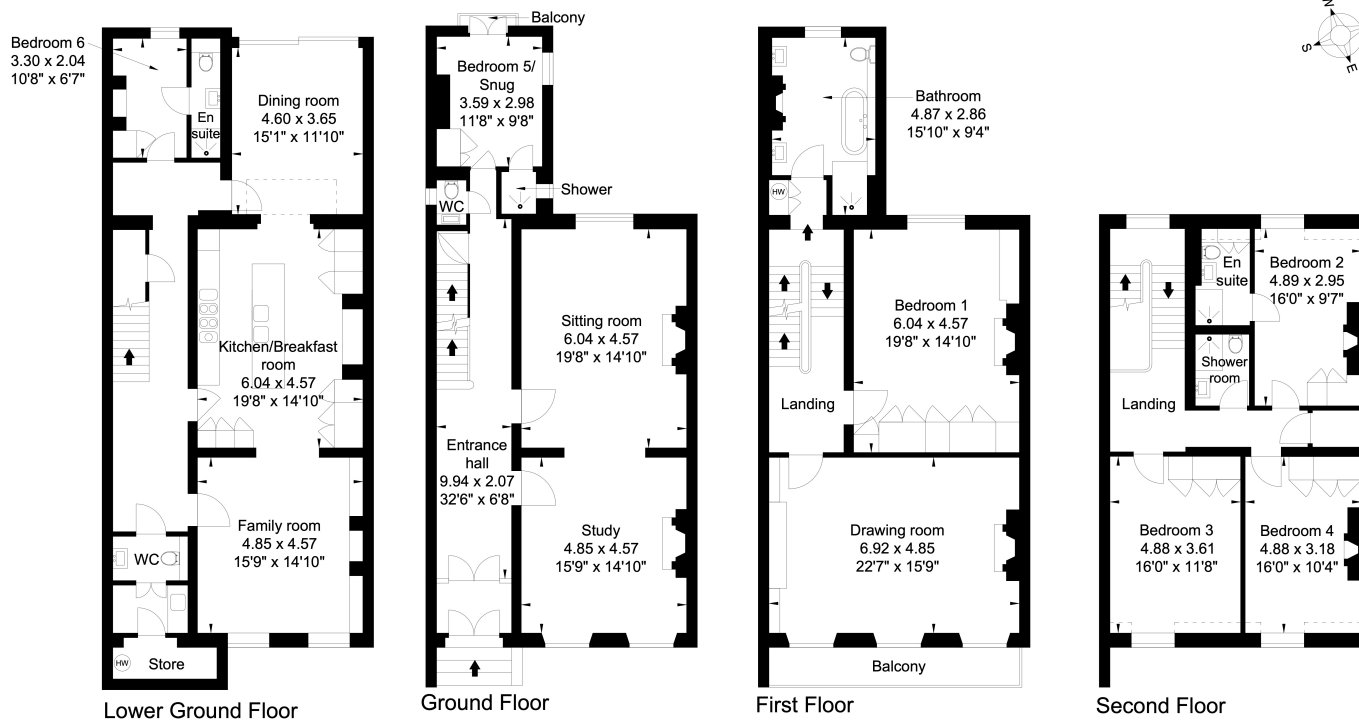 Bedroom 6
3.30 x 2.04
10'8" x 6'7"
En
suite
Dining room
4.60 x 3.65
15'1" x 11'10"
Kitchen/Breakfast
room
6.04 x 4.57
19'8" x 14'10"
Family room
4.85 x 4.57
15'9" x 14'10"
WC
HW
Store
Lower Ground Floor
Balcony
Bedroom 5/
Snug
3.59 x 2.98
11'8" x 9'8"
Shower
WC
Sitting room
6.04 x 4.57
19'8" x 14'10"
Entrance
hall
9.94 x 2.07
32'6" x 6'8"
Study
4.85 x 4.57
15'9" x 14'10"
Ground Floor
Bathroom
4.87 x 2.86
15'10" x 9'4"
HW
Bedroom 1
6.04 x 4.57
19'8" x 14'10"
Landing
Drawing room
6.92 x 4.85
22'7" x 15'9"
Balcony
First Floor
N
S
E
En
suite
Bedroom 2
4.89 x 2.95
16'0" x 9'7"
Shower
room
Landing
Bedroom 3
4.88 x 3.61
16'0" x 11'8"
Bedroom 4
4.88 x 3.18
16'0" x 10'4"
Second Floor